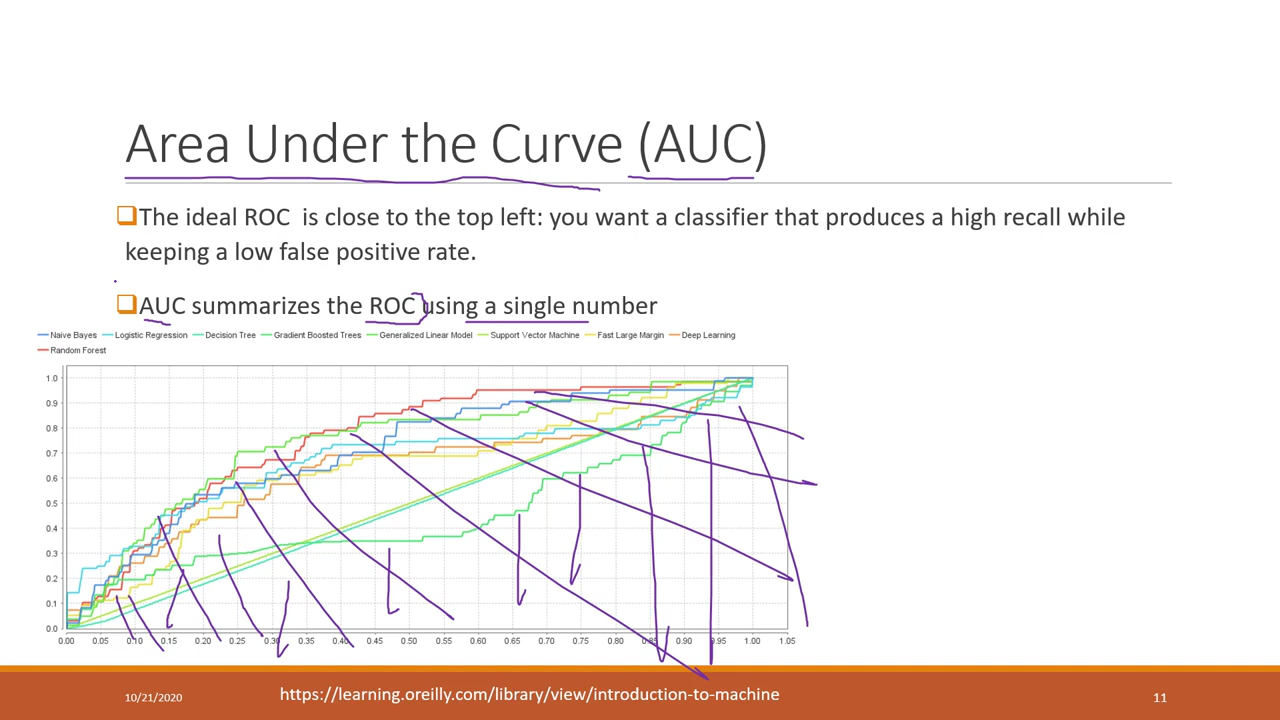 Area Under the Curve (AUC)
The ideal ROC is close to the top left: you want a classifier that produces a high recall while
keeping a low false positive rate.
AUC summarizes the ROC using a single number
Naive Bayes Logistic Regression Decision Tree Gradient Boosted Trees Generalized Linear Model Support Vector Machine Fast Large Margin Deep Learning
Random Forest
1.0
0.9
0.8
0.7
0.6
0.5
0.4
0.3
0.2
0.1
0.0
0.00 0.05 0.10 0.15 0.20 0.25 0.30 0.35 0.40 0.45 0.50 0.55 0.60 0.65 0.70 0.75 0.80 0.85 0.90 0.95 1.00 1.05
10/21/2020 https://learning.oreilly.com/library/view/introduction-to-machine 11